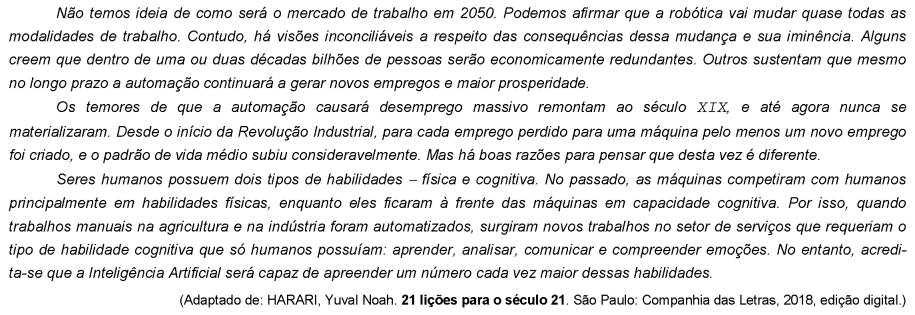 Não temos ideia de como será o mercado de trabalho em 2050. Podemos afirmar que a robótica vai mudar quase todas as
modalidades de trabalho. Contudo, há visões inconciliáveis a respeito das consequências dessa mudança e sua iminência. Alguns
creem que dentro de uma ou duas décadas bilhões de pessoas serão economicamente redundantes. Outros sustentam que mesmo
no longo prazo a automação continuará a gerar novos empregos e maior prosperidade.
Os temores de que a automação causará desemprego massivo remontam ao século XIX, e até agora nunca se
materializaram. Desde o início da Revolução Industrial, para cada emprego perdido para uma máquina pelo menos um novo emprego
foi criado, e o padrão de vida médio subiu consideravelmente. Mas há boas razões para pensar que desta vez é diferente.
Seres humanos possuem dois tipos de habilidades – física e cognitiva. No passado, as máquinas competiram com humanos
principalmente em habilidades físicas, enquanto eles ficaram à frente das máquinas em capacidade cognitiva. Por isso, quando
trabalhos manuais na agricultura e na indústria foram automatizados, surgiram novos trabalhos no setor de serviços que requeriam o
tipo de habilidade cognitiva que só humanos possuíam: aprender, analisar, comunicar e compreender emoções. No entanto, acredi-
ta-se que a Inteligência Artificial será capaz de apreender um número cada vez maior dessas habilidades.
(Adaptado de: HARARI, Yuval Noah. 21 lições para o século 21. São Paulo: Companhia das Letras, 2018, edição digital.)